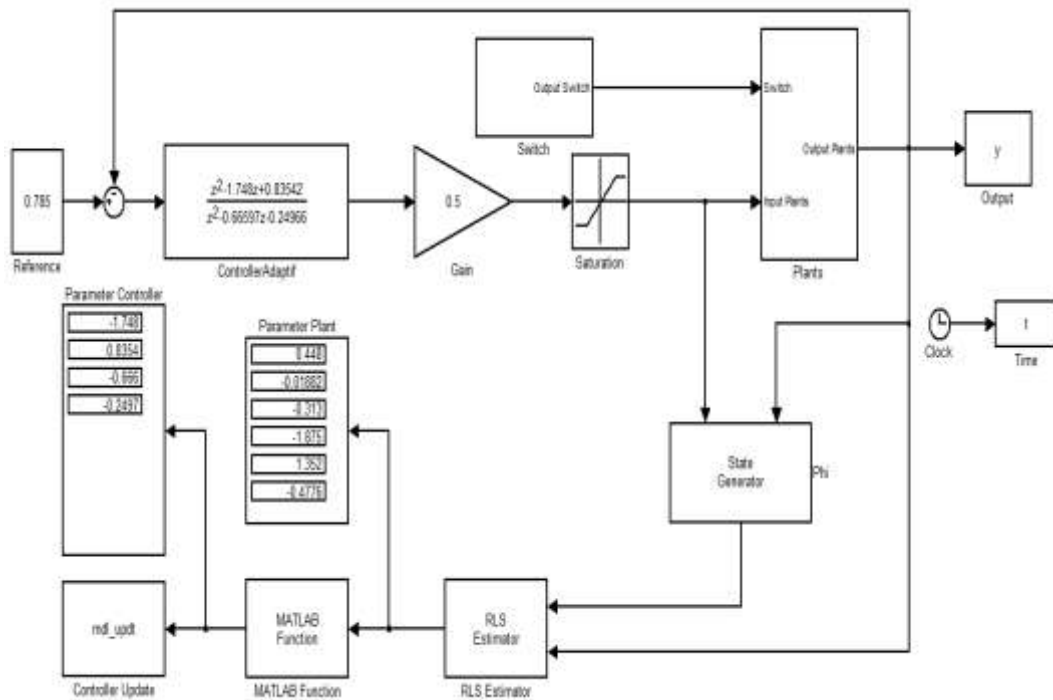 Output Switch
Switch
Switch
Output Plants
Input Plants
Plants
y
Output
0.785
Reference
z2-1.748z+0.83542
z2-0.66597z-0.24966
ControllerAdaptif
0.5
Gain
Saturation
Clock
t
Time
Parameter Controller
-1.748
0.8354
-0.666
-0.2497
Parameter Plant
0.448
-0.01882
-0.313
-1.875
1.362
-0.4776
State
Generator
Phi
mdl_updt
Controller Update
MATLAB
Function
MATLAB Function
RLS
Estimator
RLS Estimator